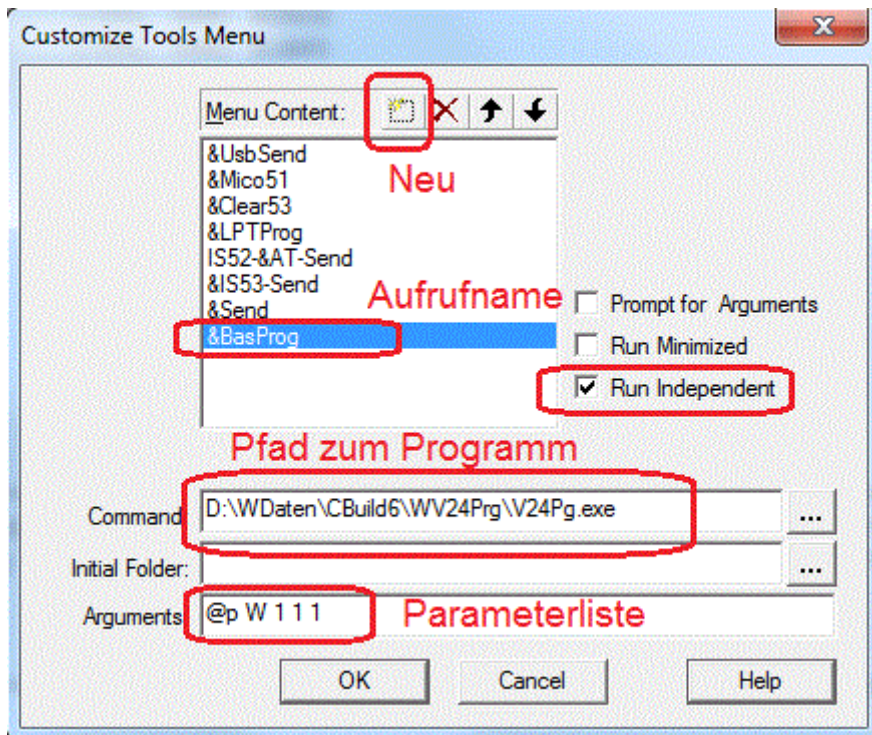 Customize Tools Menu
Menu Content:
&UsbSend
&Mico51
Neu
&Clear53
&LPTProg
IS52-&AT-Send
&IS53-Send
Aufrufname
Prompt for Arguments
&Send
&BasProg
Run Minimized
Run Independent
Pfad zum Programm
Command
D:\WDaten\CBuild6\WV24Prg\V24Pg.exe
...
Initial Folder:
...
Arguments
@p W 1 1 1
Parameterliste
OK
Cancel
Help